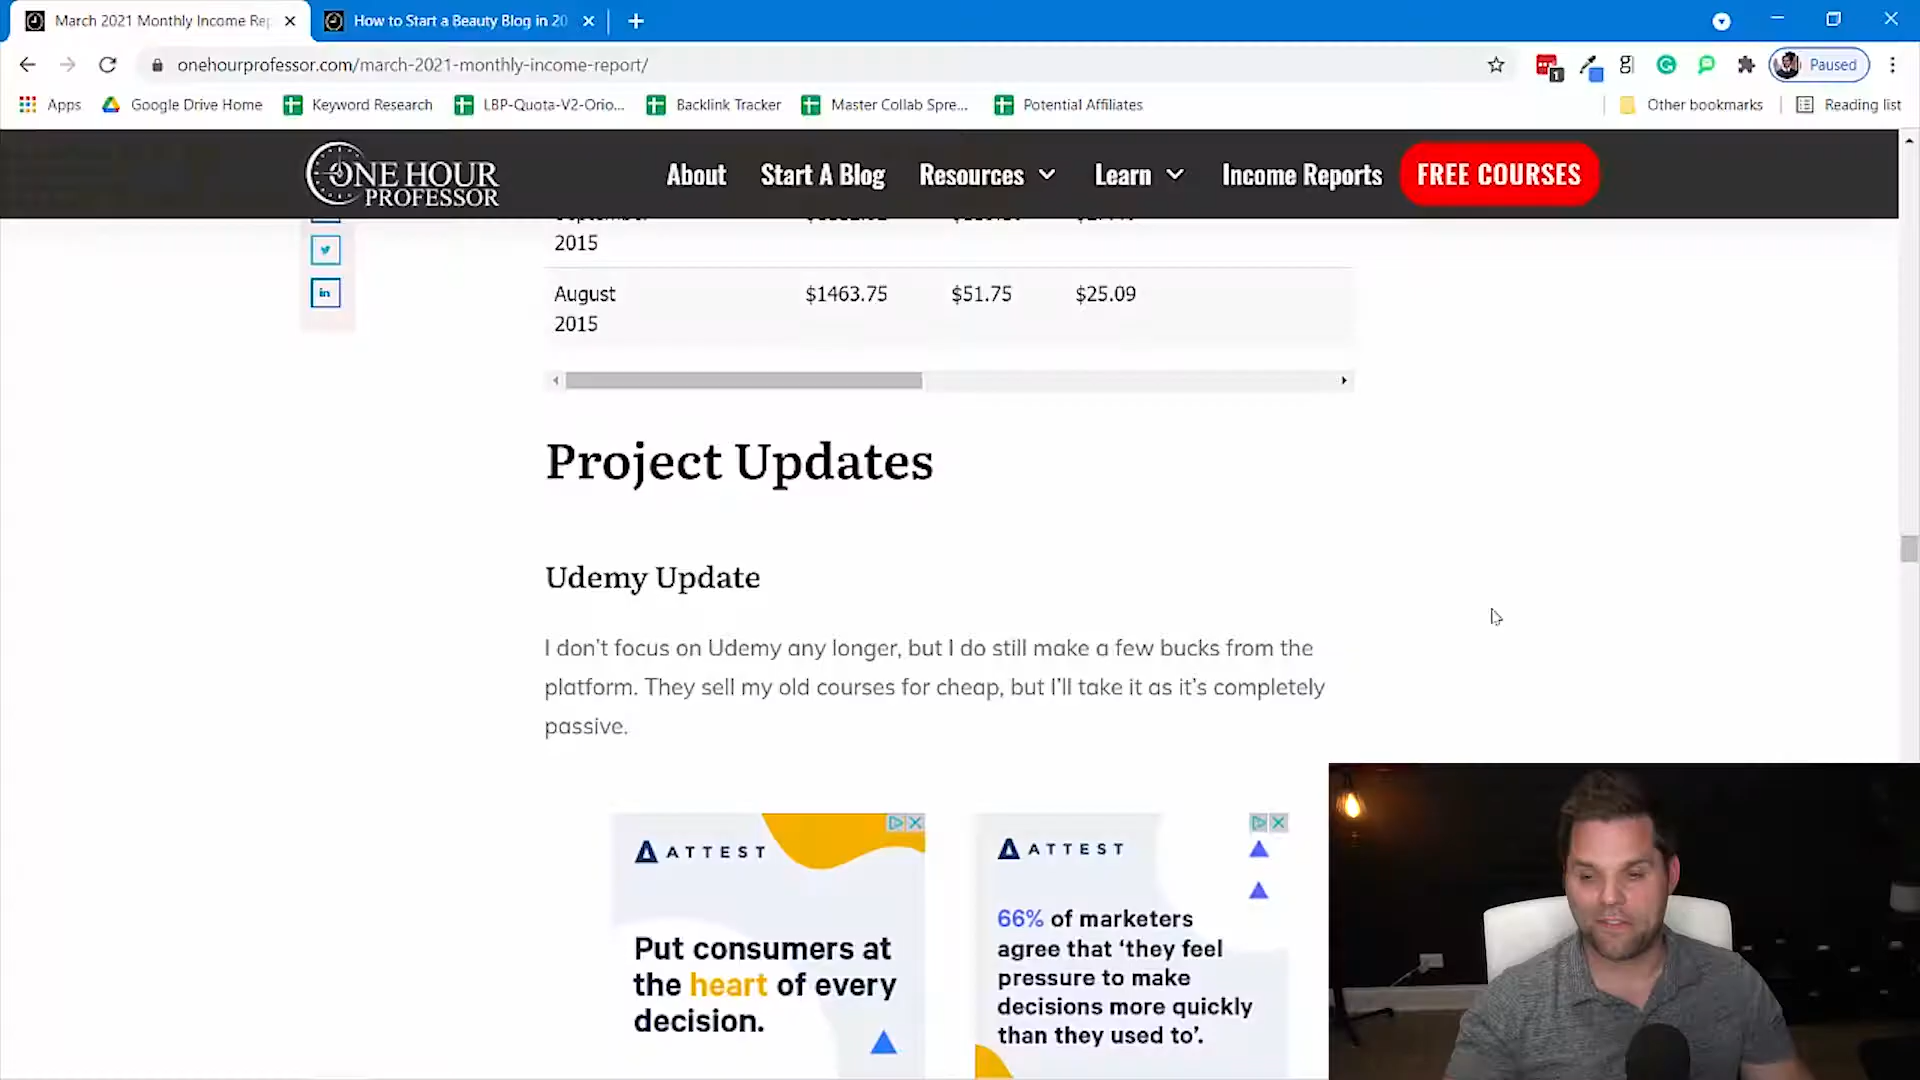 March 2021 Monthly Income Rep
How to Start a Beauty Blog in 20
onehourprofessor.com/march-2021-monthly-income-report/
1
Paused
Apps
Google Drive Home
Keyword Research
LBP-Quota-V2-Orio...
Backlink Tracker
Master Collab Spre...
Potential Affiliates
Other bookmarks
Reading list
ONE HOUR
PROFESSOR
About
Start A Blog
Resources
Learn
Income Reports
FREE COURSES
2015
August
2015
$1463.75
$51.75
$25.09
in
Project Updates
Udemy Update
I don't focus on Udemy any longer, but I do still make a few bucks from the
platform. They sell my old courses for cheap, but I'll take it as it's completely
passive.
ATTEST
Put consumers at
the heart of every
decision.
ATTEST
66% of marketers
agree that 'they feel
pressure to make
decisions more quickly
than they used to'.